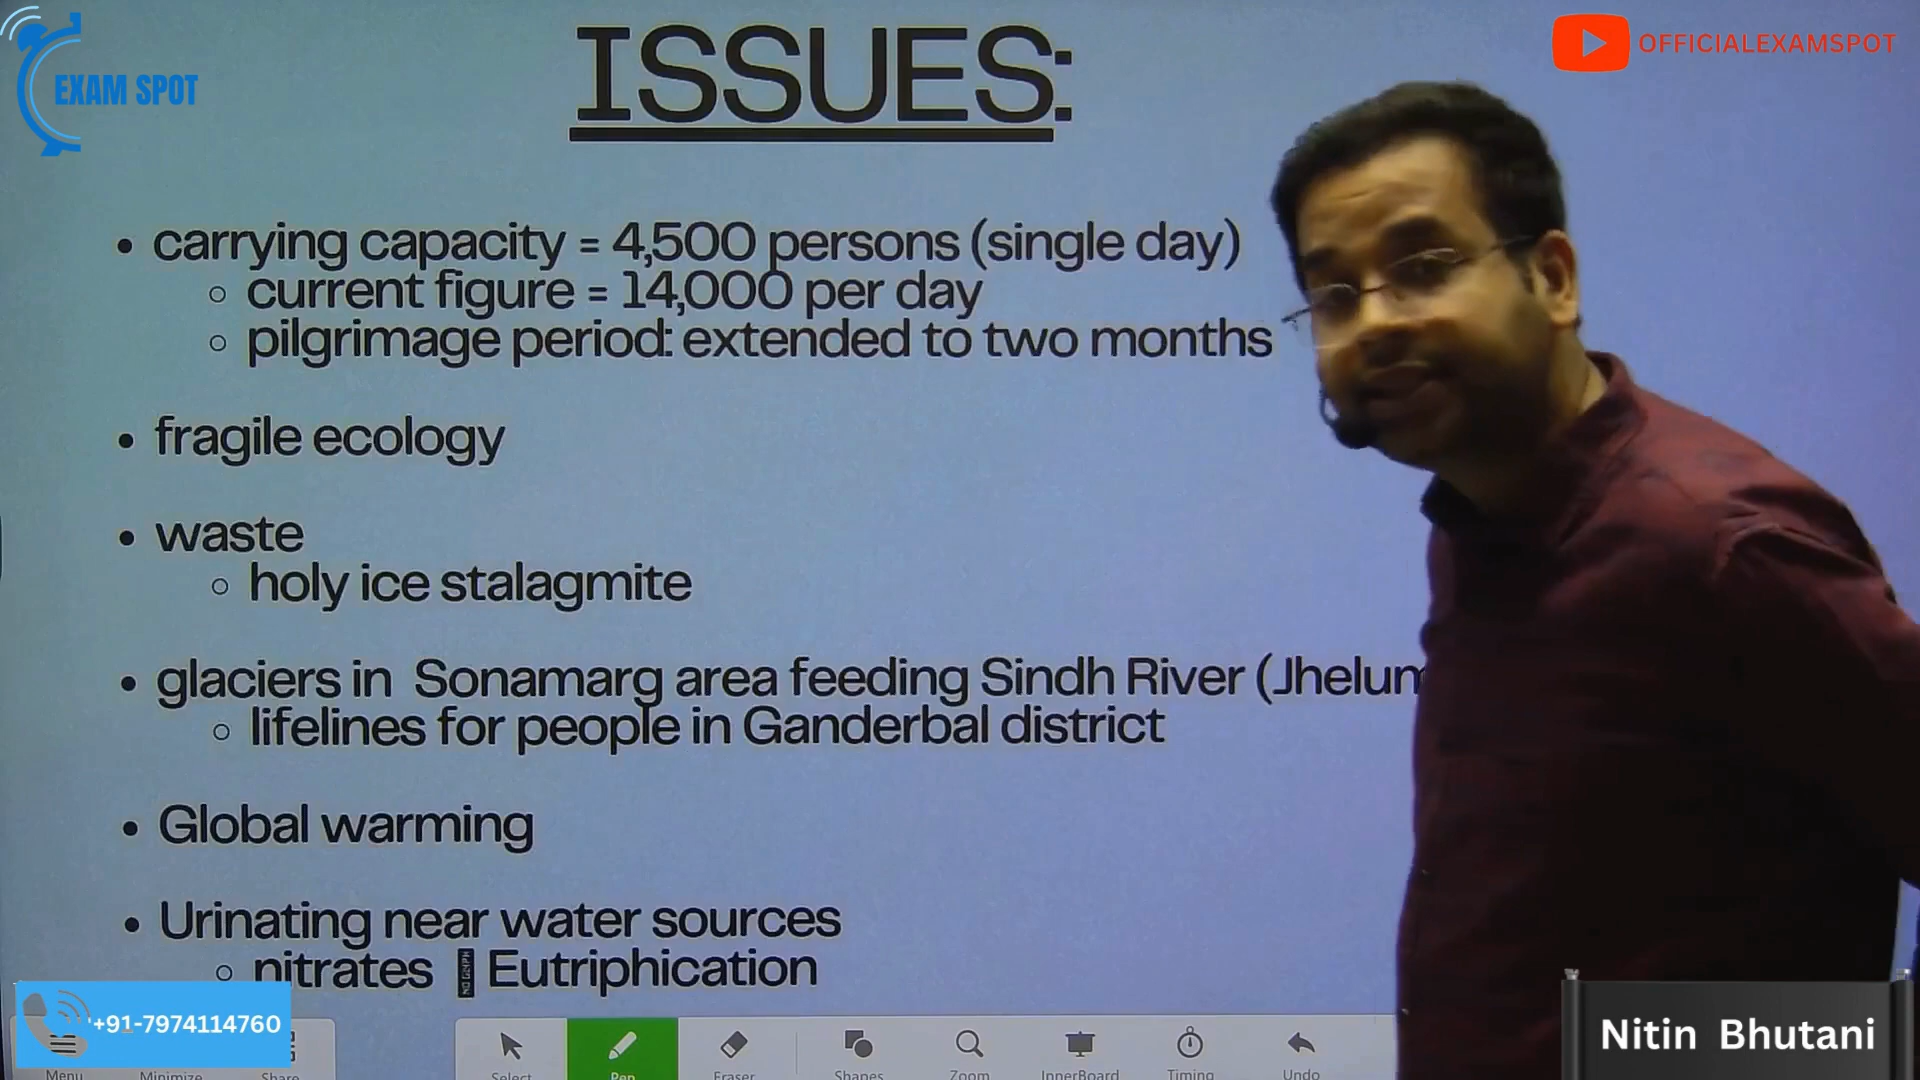 EXAM SPOT
OFFICIALEXAMSPOT
ISSUES:
• carrying capacity = 4,500 persons (single day)
○ current figure = 14,000 per day
○ pilgrimage period: extended to two months
• fragile ecology
• waste
○ holy ice stalagmite
• glaciers in Sonamarg area feeding Sindh River (Jhelum
○ lifelines for people in Ganderbal district
• Global warming
• Urinating near water sources
○ nitrates Eutriphication
+91-7974114760
Nitin Bhutani
Menu Minimize Share Select Pen Eraser Shapes Zoom InnerBoard Timing Undo